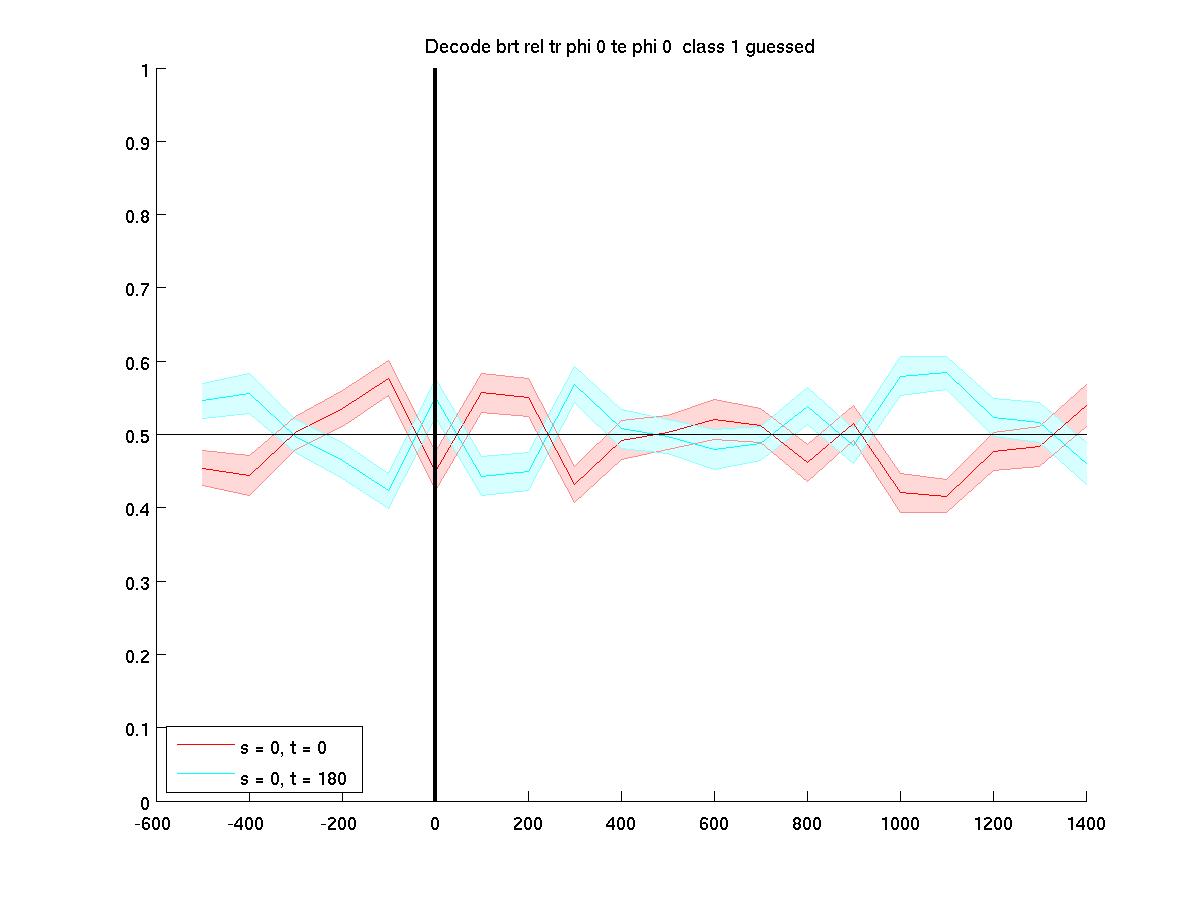 Decode brt rel tr phi 0 te phi 0  class 1 guessed
1
0.9
0.8
0.7
0.6
0.5
0.4
0.3
0.2
0.1
0
s = 0, t = 0
s = 0, t = 180
-600 -400 -200 0 200 400 600 800 1000 1200 1400